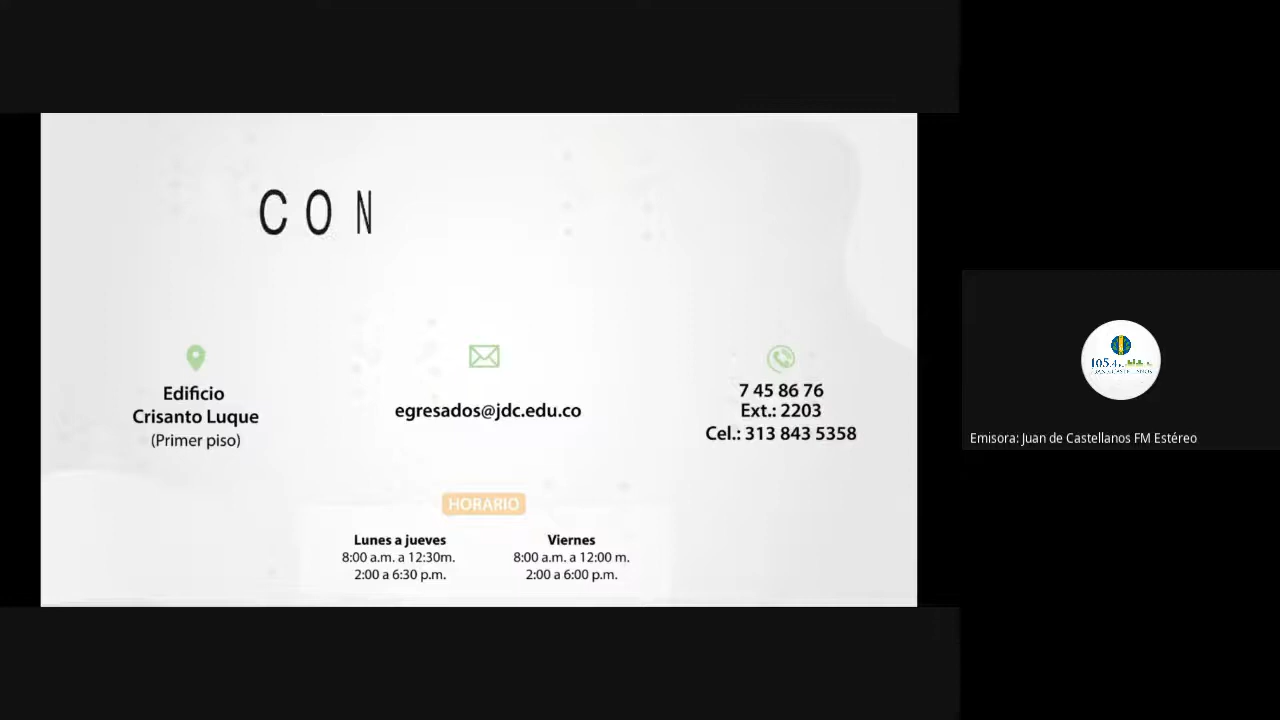 C O N
Edificio
Crisanto Luque
(Primer piso)
egresados@jdc.edu.co
7 45 86 76
Ext.: 2203
Cel.: 313 843 5358
HORARIO
Lunes a jueves
8:00 a.m. a 12:30m.
2:00 a 6:30 p.m.
Viernes
8:00 a.m. a 12:00 m.
2:00 a 6:00 p.m.
105.4
Emisora: Juan de Castellanos FM Estéreo